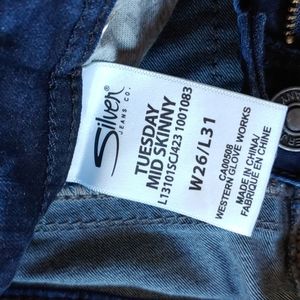 Silver
JEANS CO.
TUESDAY
MID SKINNY
L13101SCJ423 1001083
W26/L31
CA00508
WESTERN GLOVE WORKS
MADE IN CHINA/
FABRIQUÉ EN CHINE